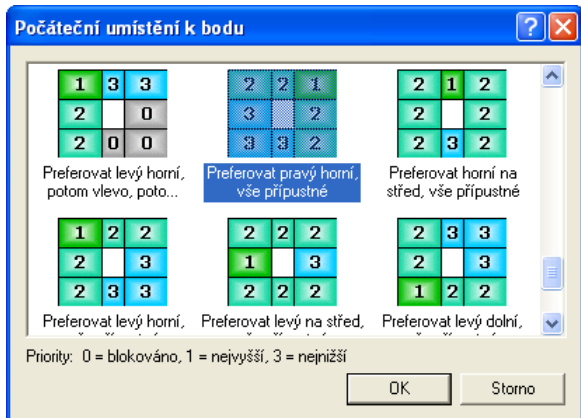 Počáteční umístění k bodu
1 3 3 2 2 1 2 1 2
2 0 3 2 2 2
2 0 0 3 3 2 2 3 2
Preferovat levý horní, Preferovat pravý horní, Preferovat horní na
potom vlevo, poto... vše přípustné střed, vše přípustné
1 2 2 2 2 2 2 3 3
2 3 1 3 2 3
2 3 3 2 2 2 1 2 2
Preferovat levý horní, Preferovat levý na střed, Preferovat levý dolní,
Priority: 0 = blokováno, 1 = nejvyšší, 3 = nejnižší
OK Storno